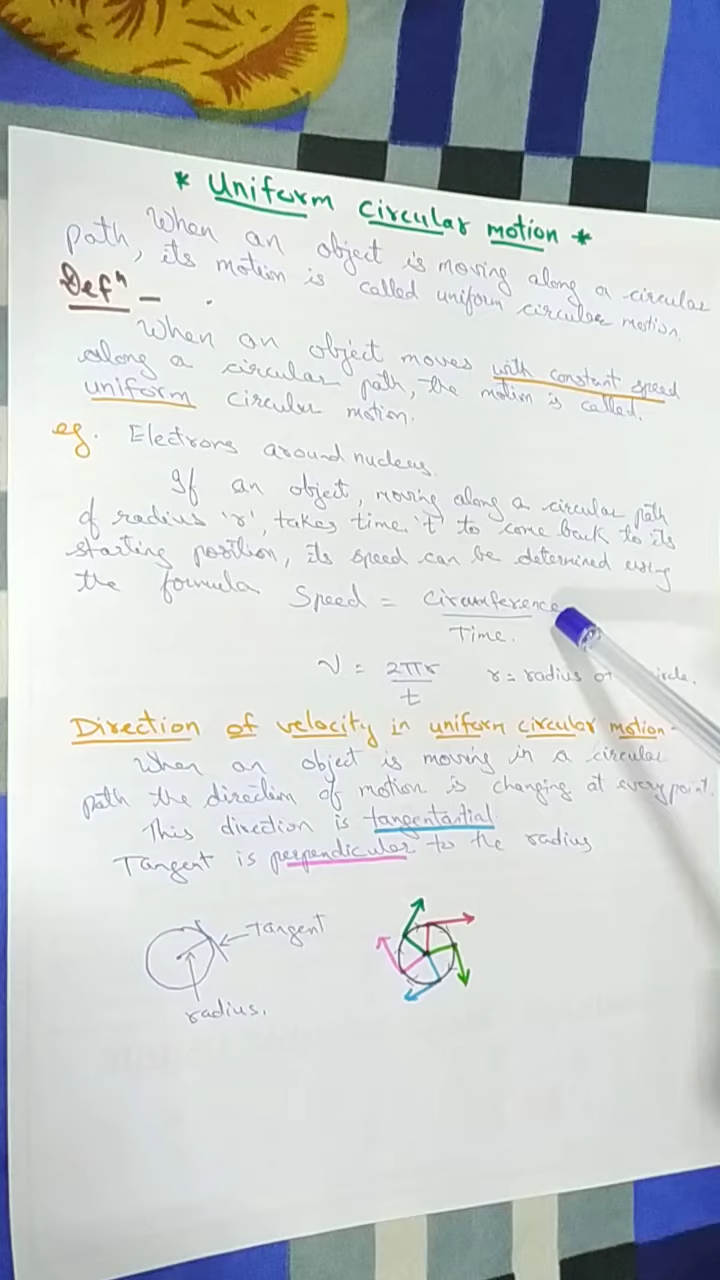 * Uniform circular motion *
When an object is moving along a circular
path, its motion is called uniform circular motion.
Defⁿ -
When an object moves with constant speed
along a circular path, the motion is called.
uniform circular motion.
eg. Electrons around nucleus.
If an object, moving along a circular path
of radius 'r', takes time 't' to come back to its
starting position, its speed can be determined using
the formula Speed = Circumference
Time.
v = 2πr
t
r = radius of ircle.
Direction of velocity in uniform circular motion-
When an object is moving in a circular
path the direction of motion is changing at every point.
This direction is tangentantial
Tangent is perpendicular to the radius
Tangent
radius.